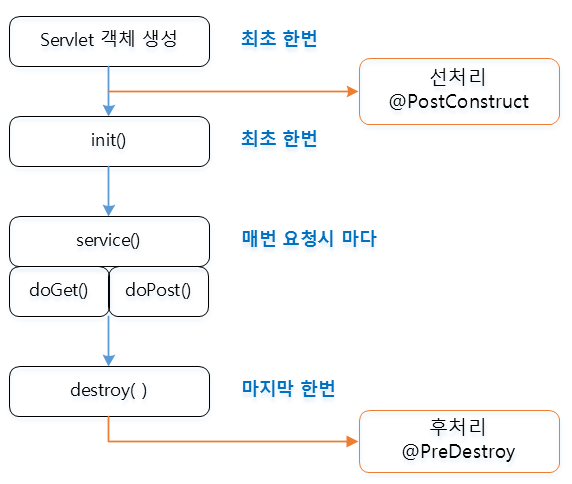 Servlet 객체 생성
최초 한번
선처리
@PostConstruct
init()
최초 한번
service()
매번 요청시 마다
doGet()
doPost()
destroy( )
마지막 한번
후처리
@PreDestroy